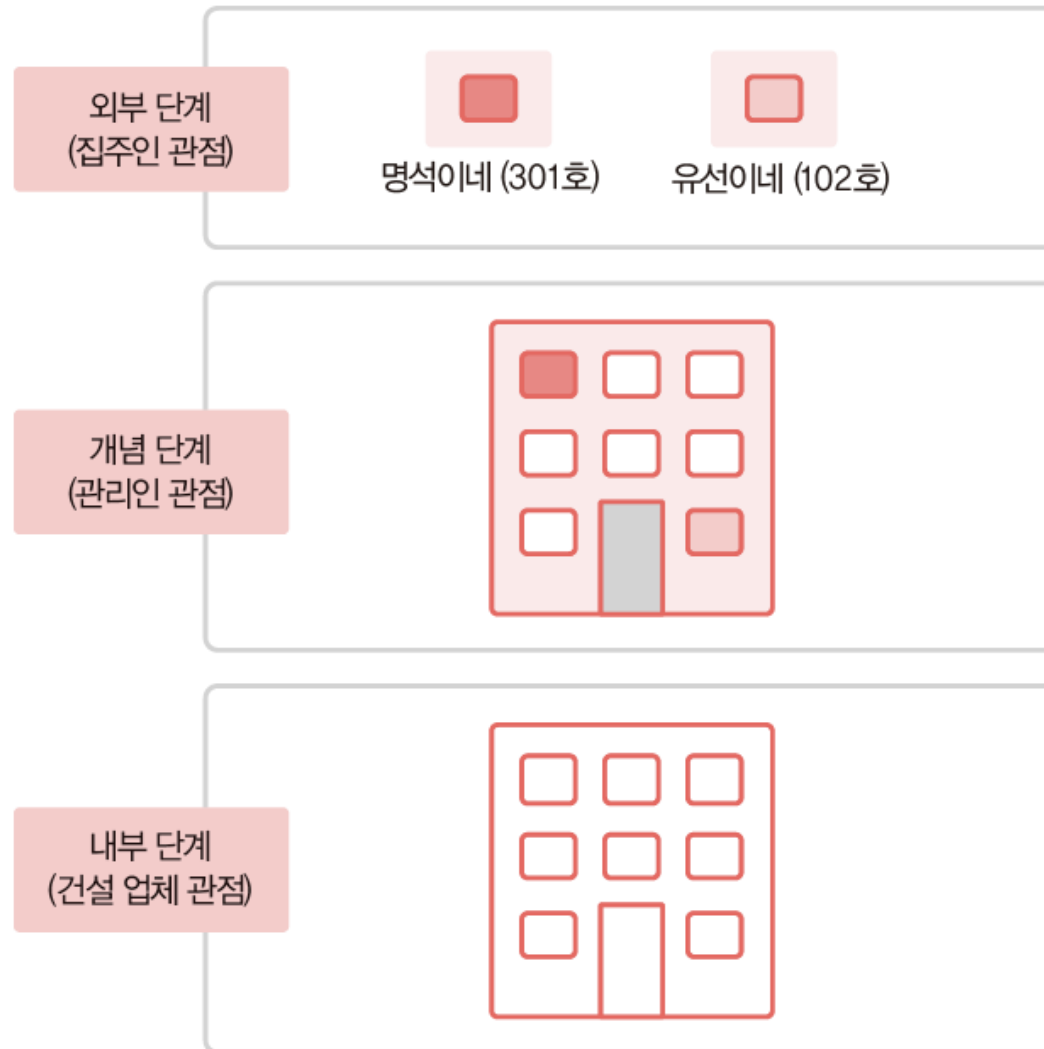 외부 단계
(집주인 관점)
명석이네 (301호)
유선이네 (102호)
개념 단계
(관리인 관점)
내부 단계
(건설 업체 관점)